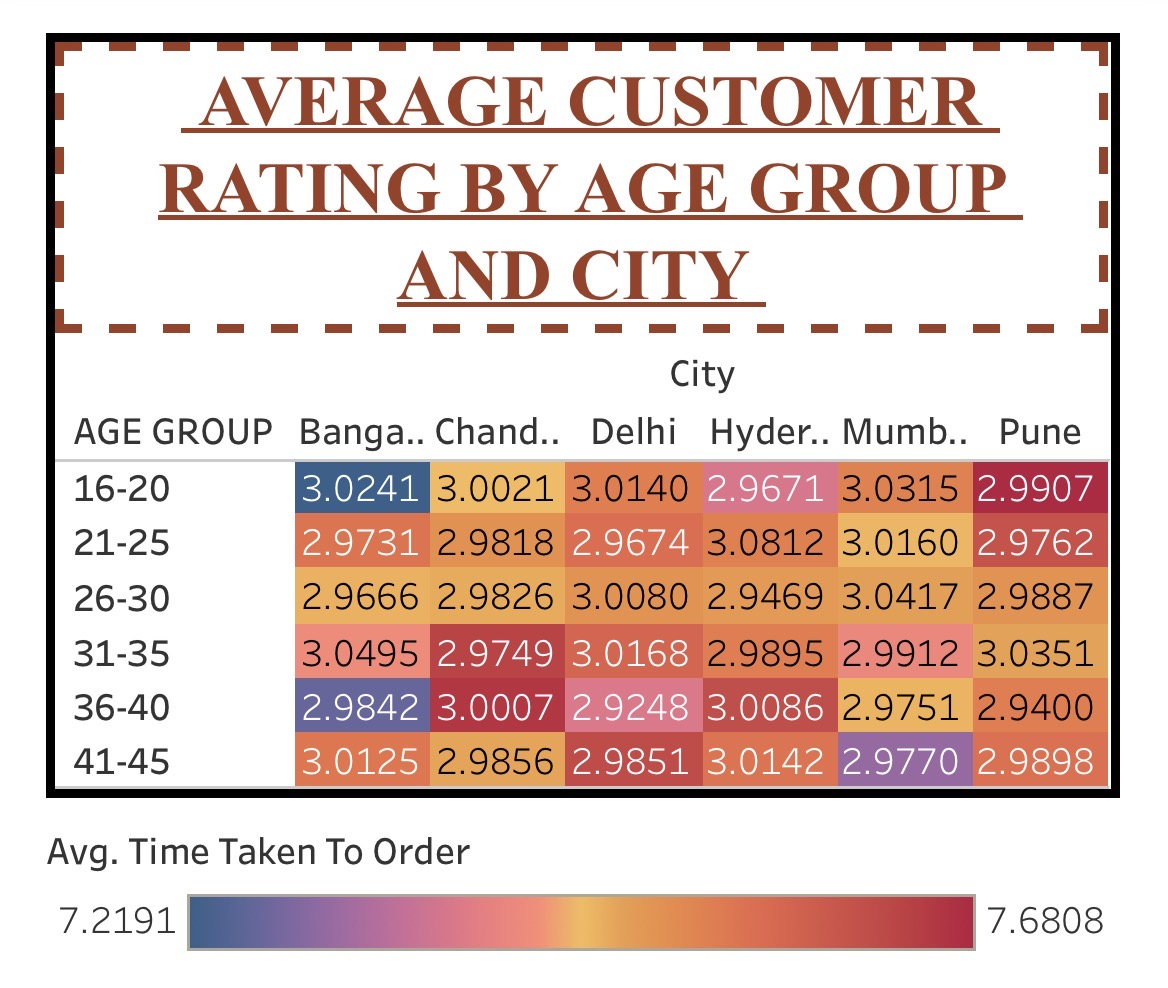 AVERAGE CUSTOMER
RATING BY AGE GROUP
AND CITY
City
AGE GROUP Banga.. Chand.. Delhi Hyder.. Mumb.. Pune
16-20 3.0241 3.0021 3.0140 2.9671 3.0315 2.9907
21-25 2.9731 2.9818 2.9674 3.0812 3.0160 2.9762
26-30 2.9666 2.9826 3.0080 2.9469 3.0417 2.9887
31-35 3.0495 2.9749 3.0168 2.9895 2.9912 3.0351
36-40 2.9842 3.0007 2.9248 3.0086 2.9751 2.9400
41-45 3.0125 2.9856 2.9851 3.0142 2.9770 2.9898
Avg. Time Taken To Order
7.2191 7.6808